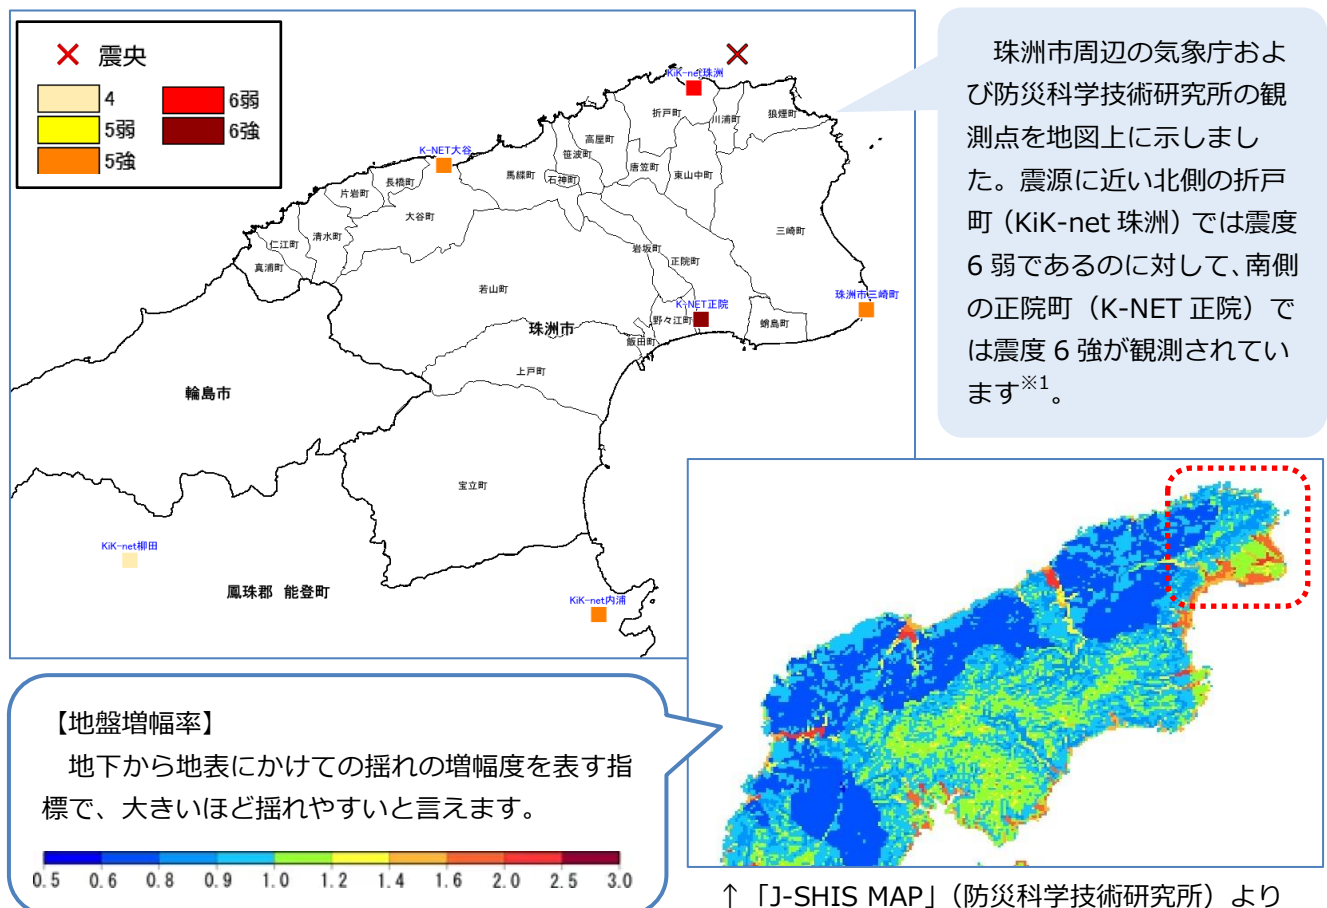 震央
4
5弱
5強
6弱
6強
KiK-net珠洲
K-NET大谷
折戸町
川浦町
狼煙町
高屋町
笹波町
馬緤町
石神町
唐笠町
東山中町
長橋町
片岩町
大谷町
清水町
仁江町
真浦町
三崎町
岩坂町
正院町
若山町
K-NET正院
珠洲市三崎町
野々江町
蛸島町
珠洲市
飯田町
上戸町
輪島市
宝立町
KiK-net柳田
鳳珠郡 能登町
KiK-net内浦
珠洲市周辺の気象庁およ
び防災科学技術研究所の観
測点を地図上に示しまし
た。震源に近い北側の折戸
町（KiK-net 珠洲）では震度
6 弱であるのに対して、南側
の正院町（K-NET 正院）で
は震度 6 強が観測されてい
ます※1。
【地盤増幅率】
地下から地表にかけての揺れの増幅度を表す指
標で、大きいほど揺れやすいと言えます。
0.5 0.6 0.8 0.9 1.0 1.2 1.4 1.6 2.0 2.5 3.0
↑「J-SHIS MAP」（防災科学技術研究所）より